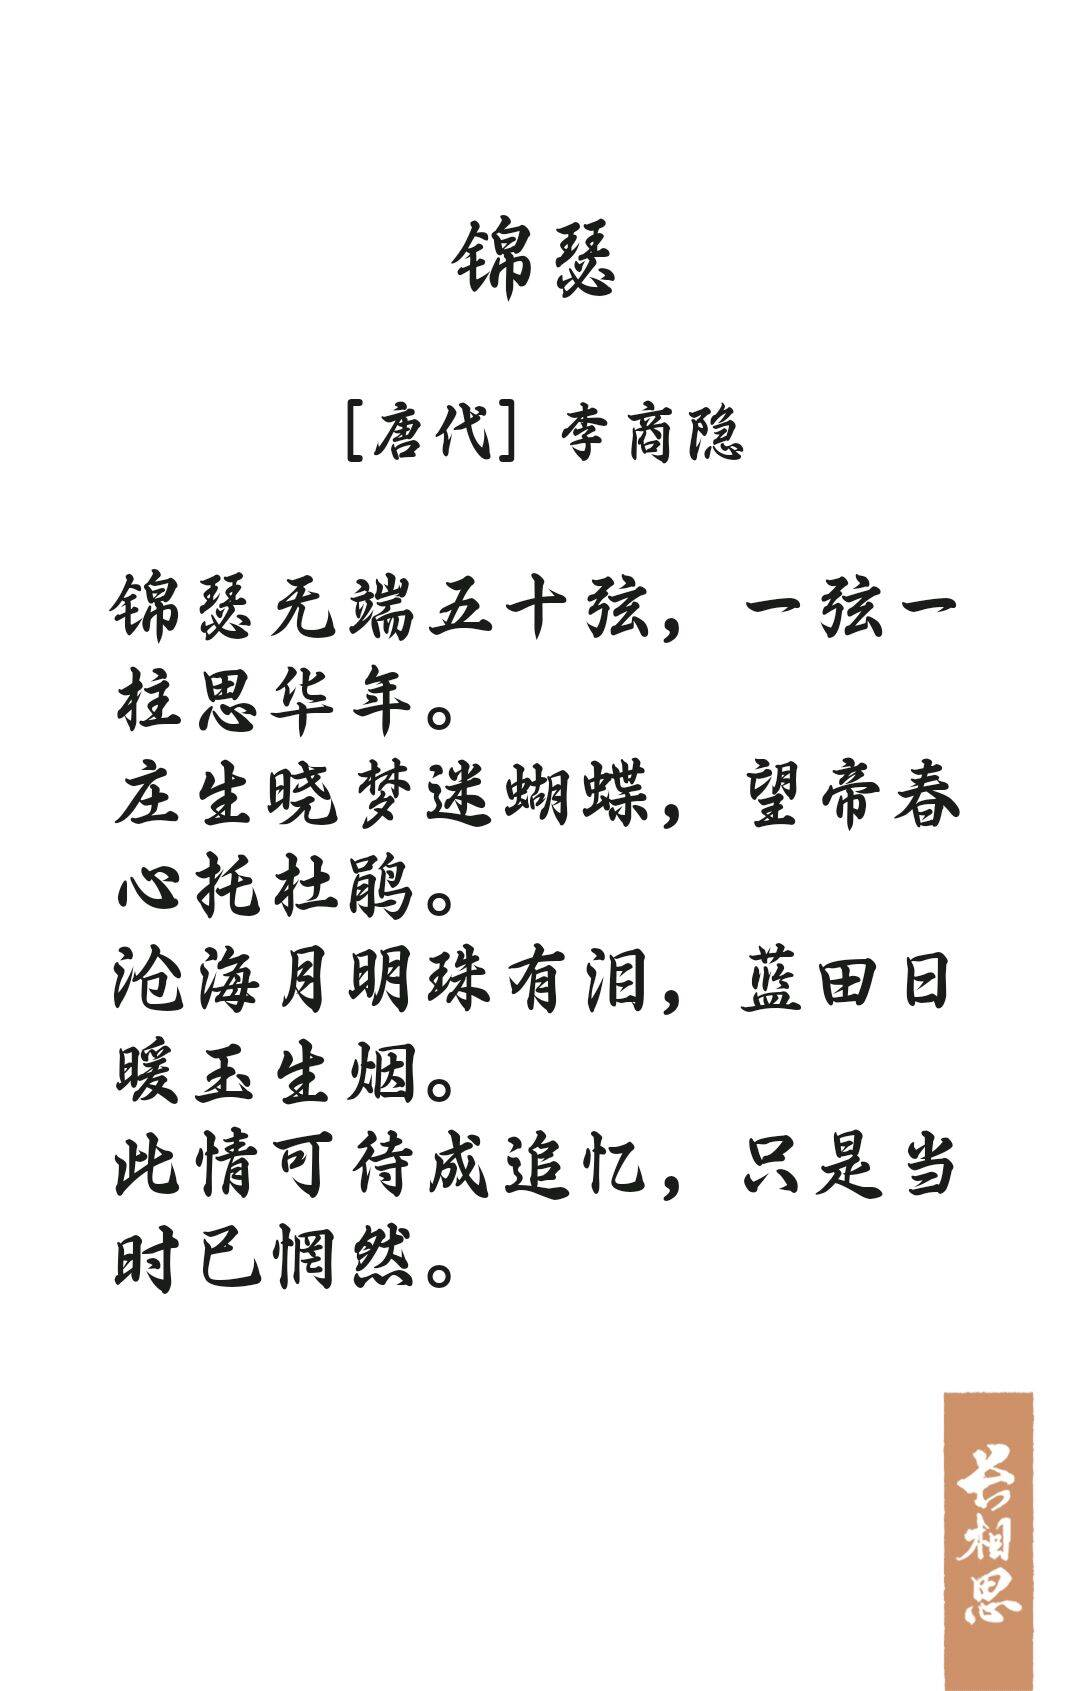 锦瑟
[唐代] 李商隐
锦瑟无端五十弦，一弦一
柱思华年。
庄生晓梦迷蝴蝶，望帝春
心托杜鹃。
沧海月明珠有泪，蓝田日
暖玉生烟。
此情可待成追忆，只是当
时已惘然。
长相思